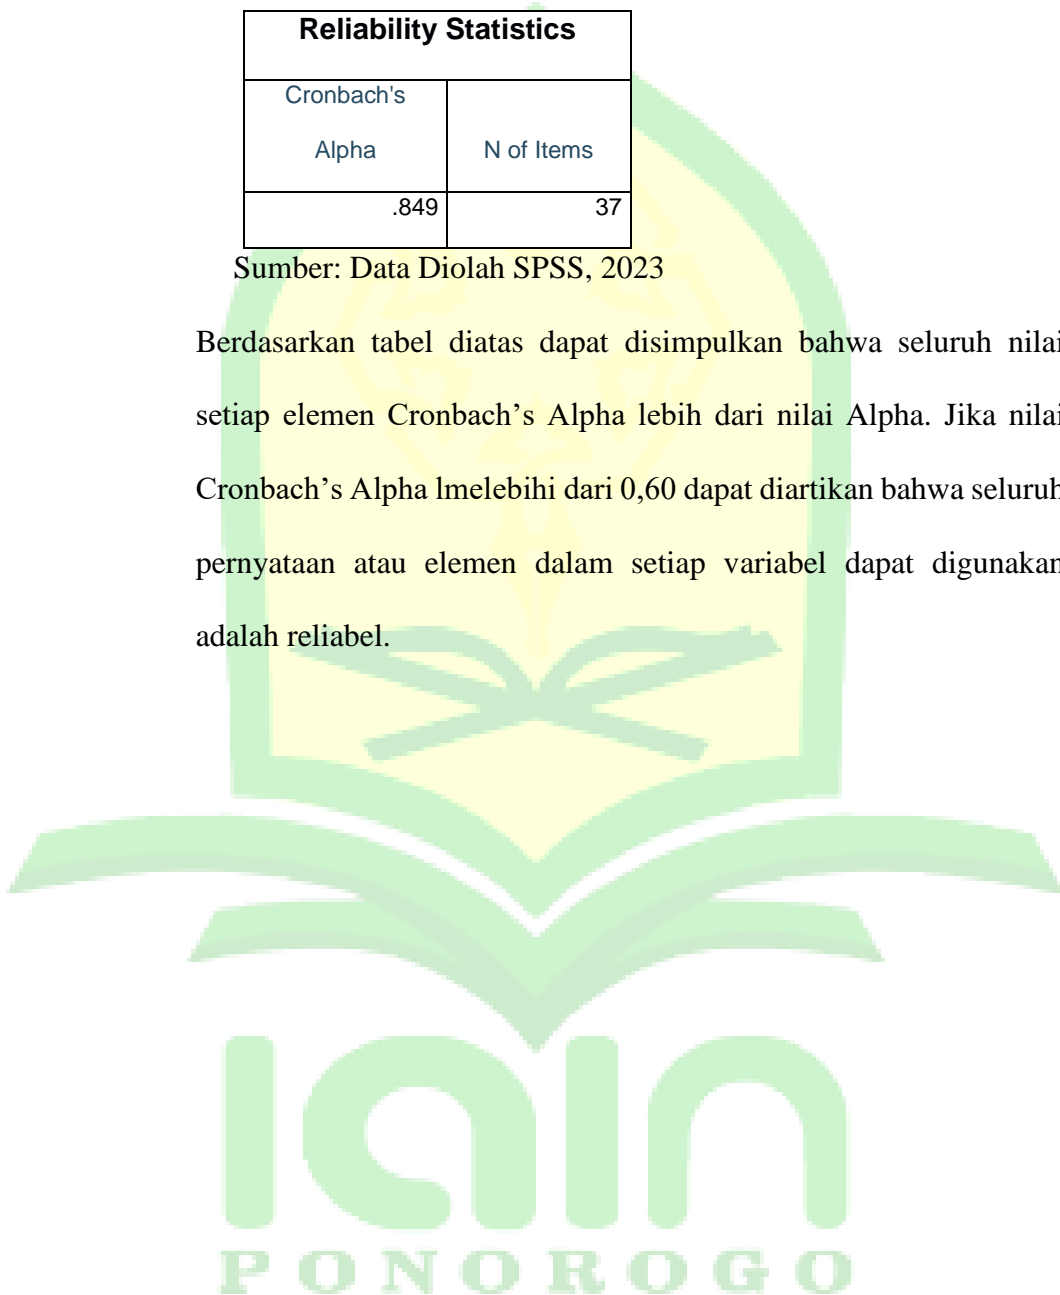 Reliability Statistics
Cronbach's
Alpha
N of Items
.849
37
Sumber: Data Diolah SPSS, 2023
Berdasarkan tabel diatas dapat disimpulkan bahwa seluruh nilai
setiap elemen Cronbach’s Alpha lebih dari nilai Alpha. Jika nilai
Cronbach’s Alpha lmelebihi dari 0,60 dapat diartikan bahwa seluruh
pernyataan atau elemen dalam setiap variabel dapat digunakan
adalah reliabel.
iain
PONOROGO